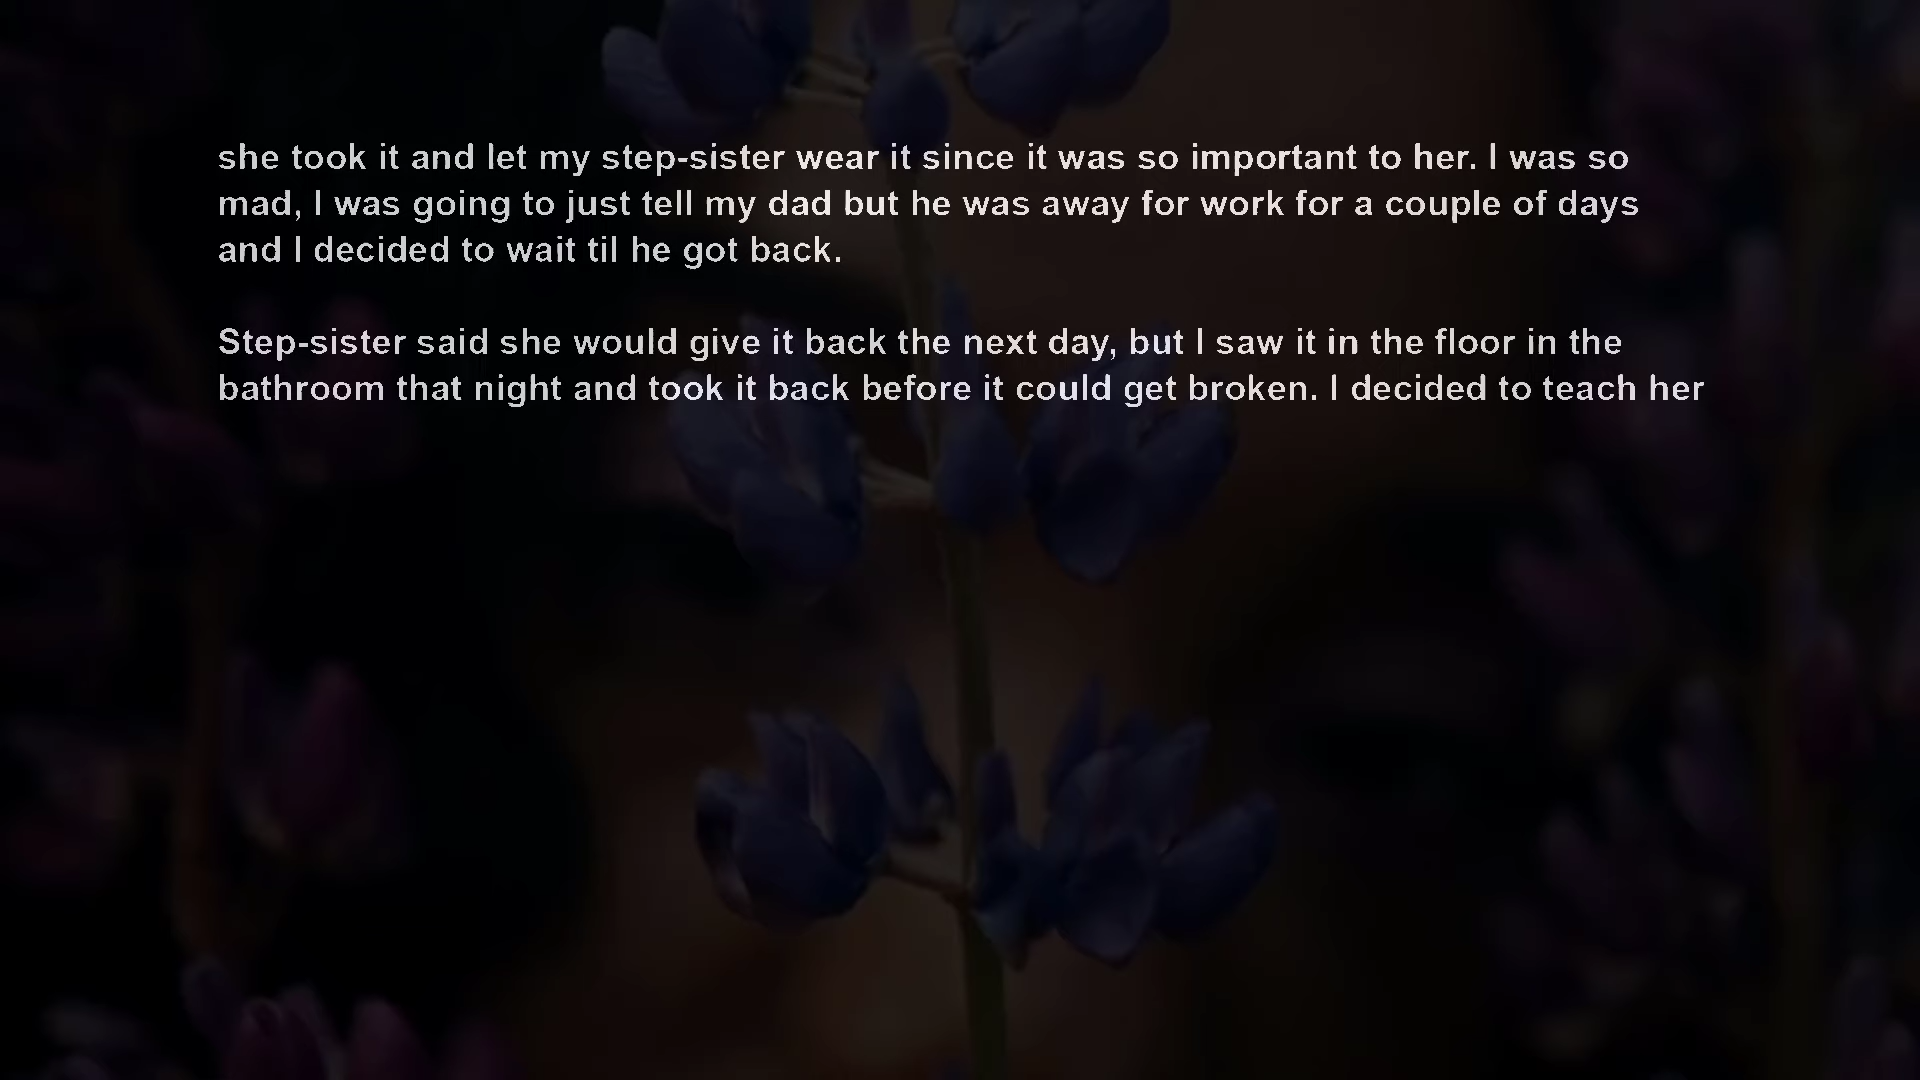 she took it and let my step-sister wear it since it was so important to her. I was so
mad, I was going to just tell my dad but he was away for work for a couple of days
and I decided to wait til he got back.
Step-sister said she would give it back the next day, but I saw it in the floor in the
bathroom that night and took it back before it could get broken. I decided to teach her